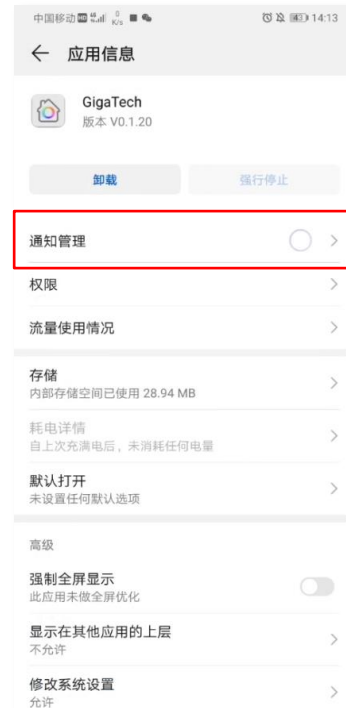 中国移动 HD 4G 0 K/s 14:13
应用信息
GigaTech
版本 V0.1.20
卸载 强行停止
通知管理
权限
流量使用情况
存储
内部存储空间已使用 28.94 MB
耗电详情
自上次充满电后，未消耗任何电量
默认打开
未设置任何默认选项
高级
强制全屏显示
此应用未做全屏优化
显示在其他应用的上层
不允许
修改系统设置
允许